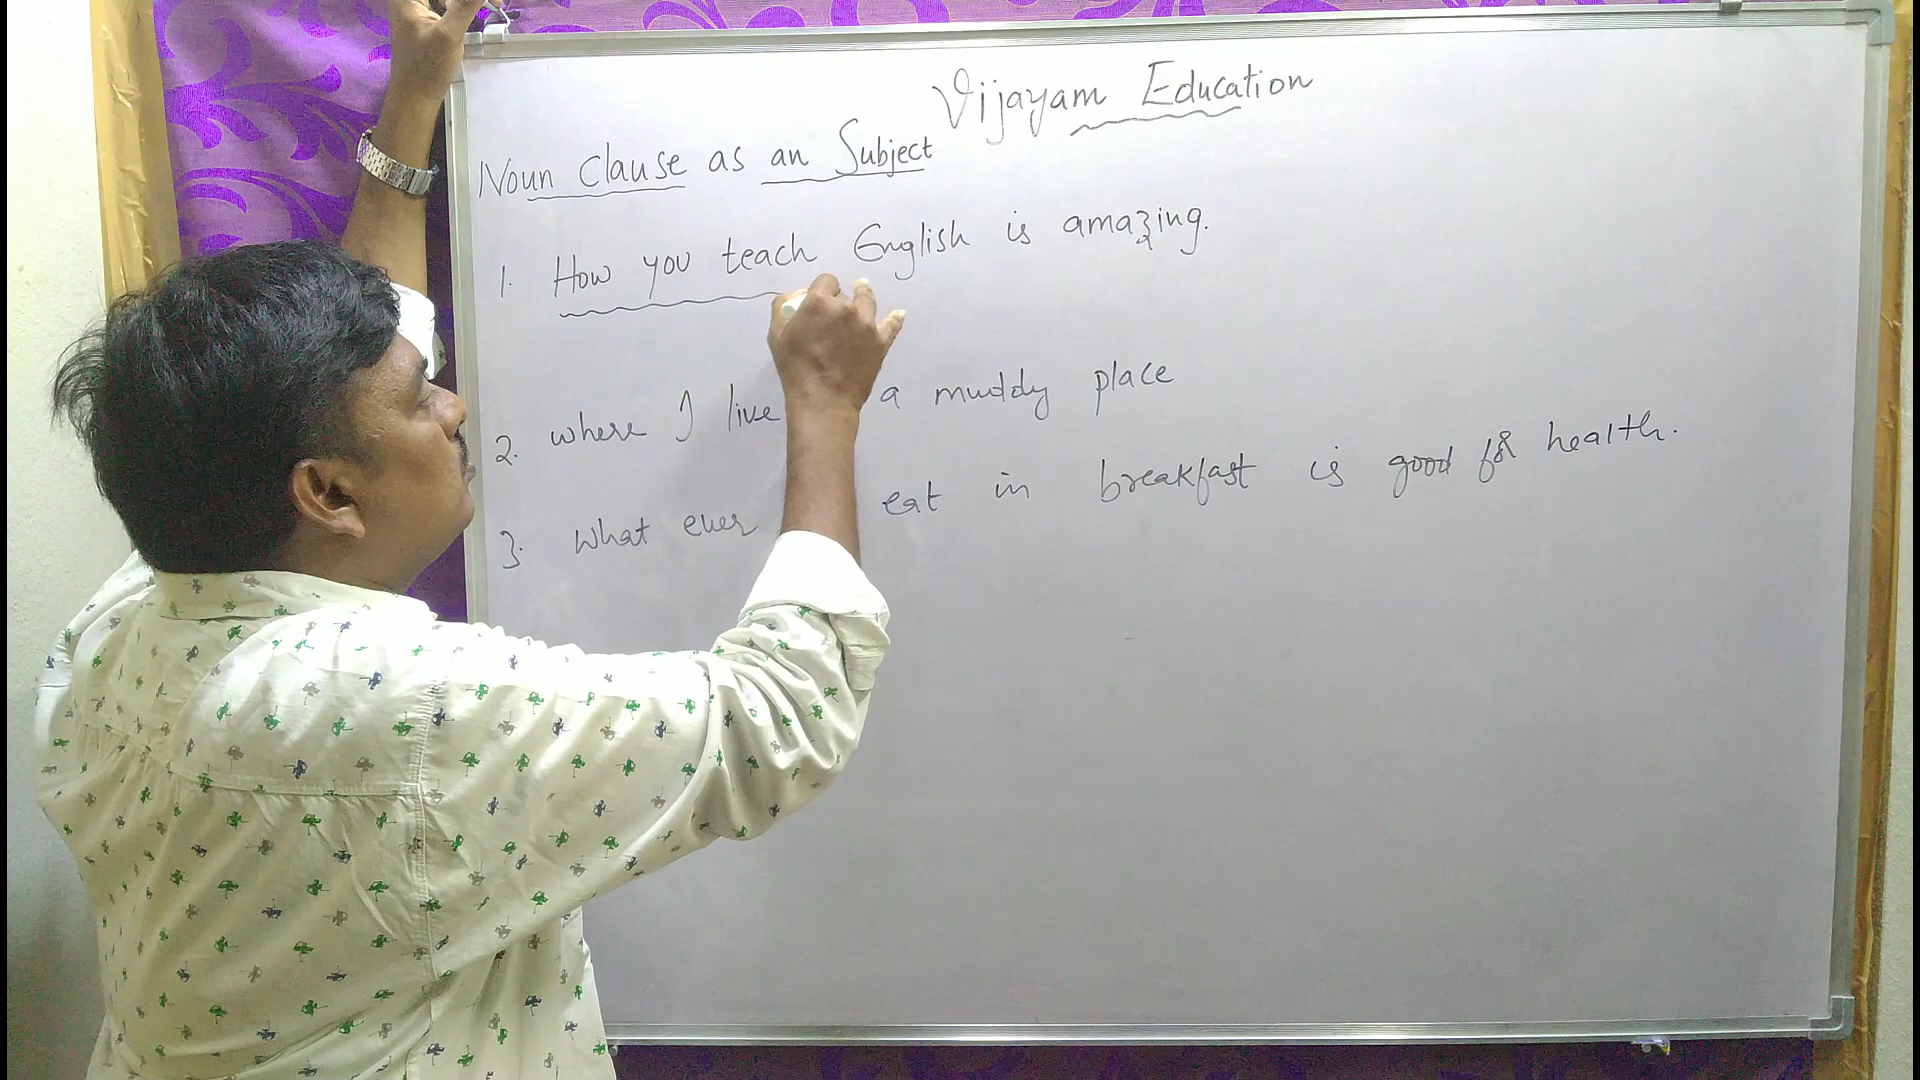 Vijayam Education
Noun clause as an Subject
1. How you teach English is amazing.
2. where I live a muddy place
3. What ever eat in breakfast is good for health.